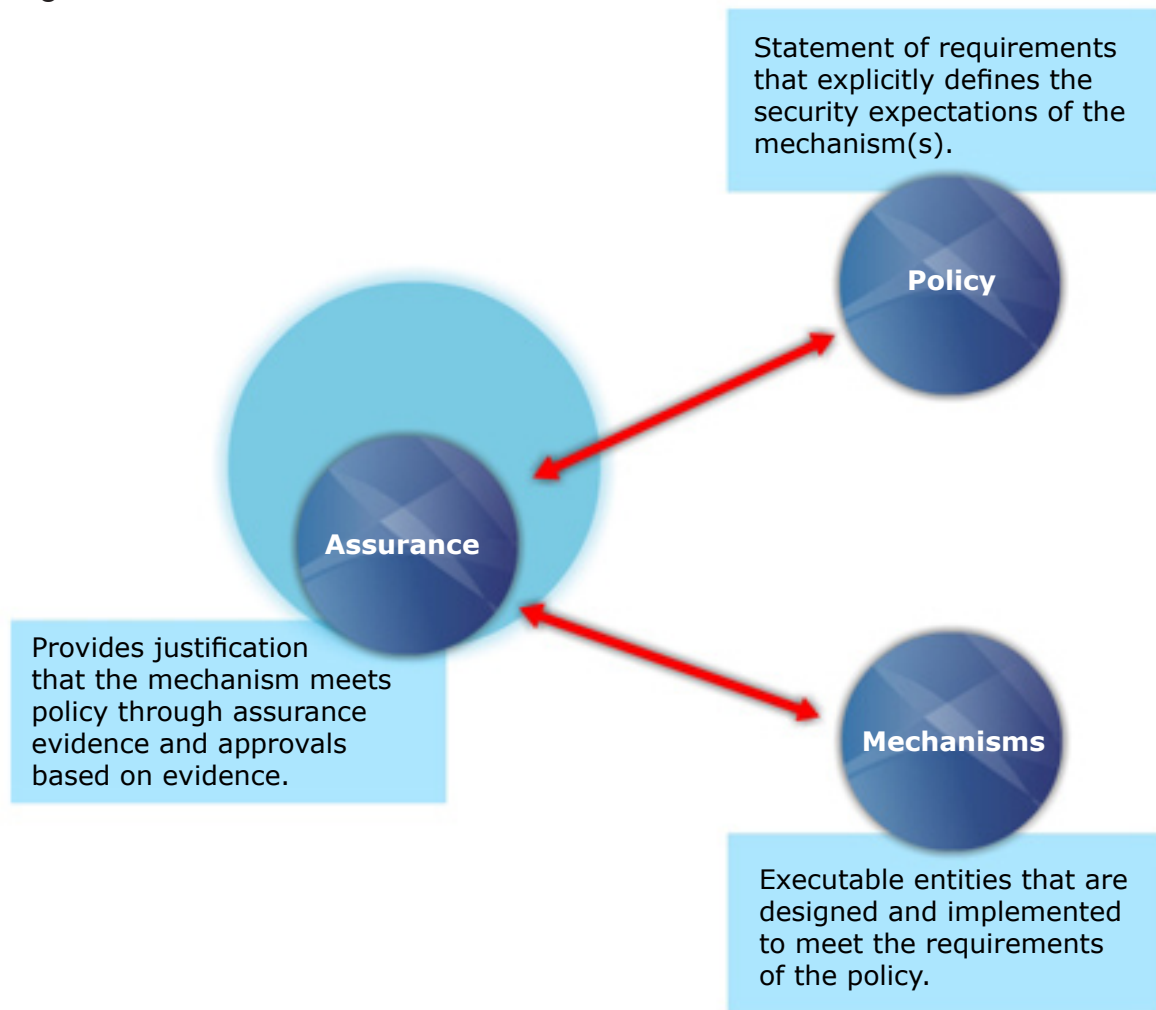 Statement of requirements
that explicitly defines the
security expectations of the
mechanism(s).
Policy
Assurance
Provides justification
that the mechanism meets
policy through assurance
evidence and approvals
based on evidence.
Mechanisms
Executable entities that are
designed and implemented
to meet the requirements
of the policy.